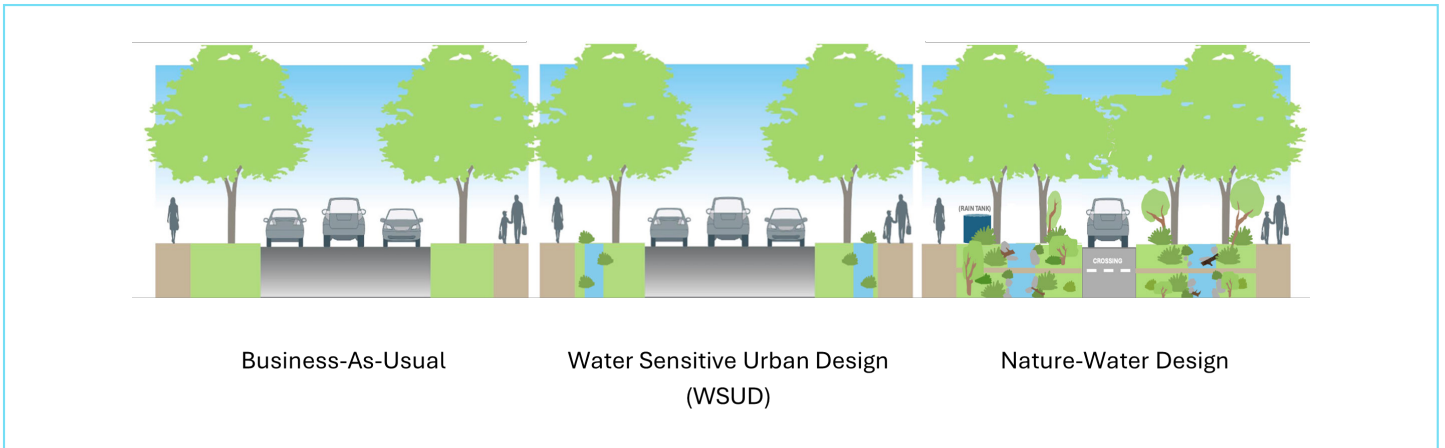 (RAIN TANK)
CROSSING
Business-As-Usual
Water Sensitive Urban Design
(WSUD)
Nature-Water Design